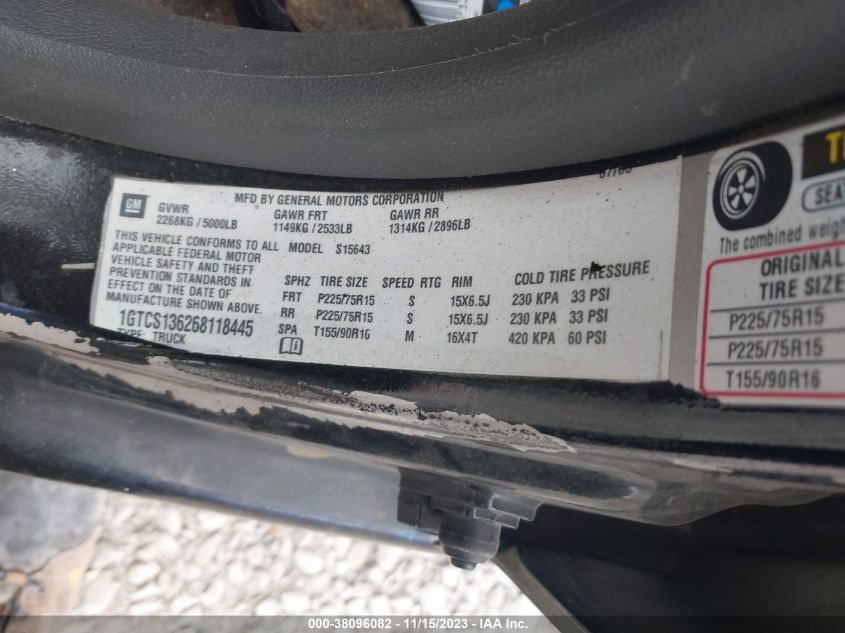 GM
MFD BY GENERAL MOTORS CORPORATION
GVWR GAWR FRT GAWR RR
2268KG / 5000LB 1149KG / 2533LB 1314KG / 2896LB
THIS VEHICLE CONFORMS TO ALL MODEL S15643
APPLICABLE FEDERAL MOTOR
VEHICLE SAFETY AND THEFT
PREVENTION STANDARDS IN
EFFECT ON THE DATE OF
MANUFACTURE SHOWN ABOVE.
1GTCS136268118445
TYPE: TRUCK
SPHZ TIRE SIZE SPEED RTG RIM COLD TIRE PRESSURE
FRT P225/75R15 S 15X6.5J 230 KPA 33 PSI
RR P225/75R15 S 15X6.5J 230 KPA 33 PSI
SPA T155/90R16 M 16X4T 420 KPA 60 PSI
The combined
ORIGINAL
TIRE SIZE
P225/75R15
P225/75R15
T155/90R16
000-38096082 - 11/15/2023 - IAA Inc.